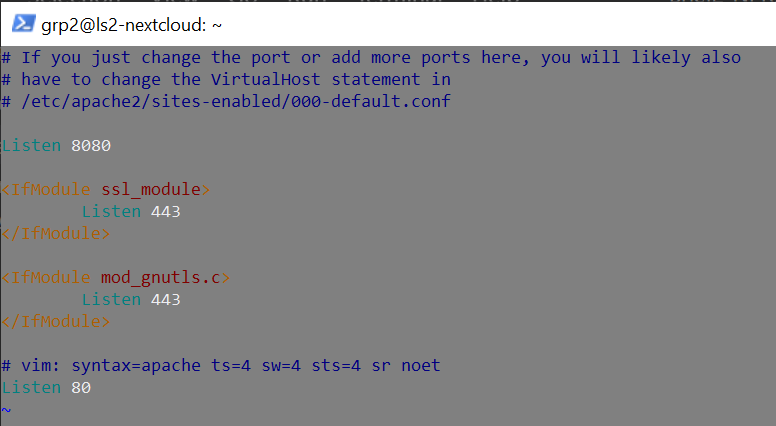 grp2@ls2-nextcloud: ~
# If you just change the port or add more ports here, you will likely also
# have to change the VirtualHost statement in
# /etc/apache2/sites-enabled/000-default.conf

Listen 8080

<IfModule ssl_module>
        Listen 443
</IfModule>

<IfModule mod_gnutls.c>
        Listen 443
</IfModule>

# vim: syntax=apache ts=4 sw=4 sts=4 sr noet
Listen 80
~